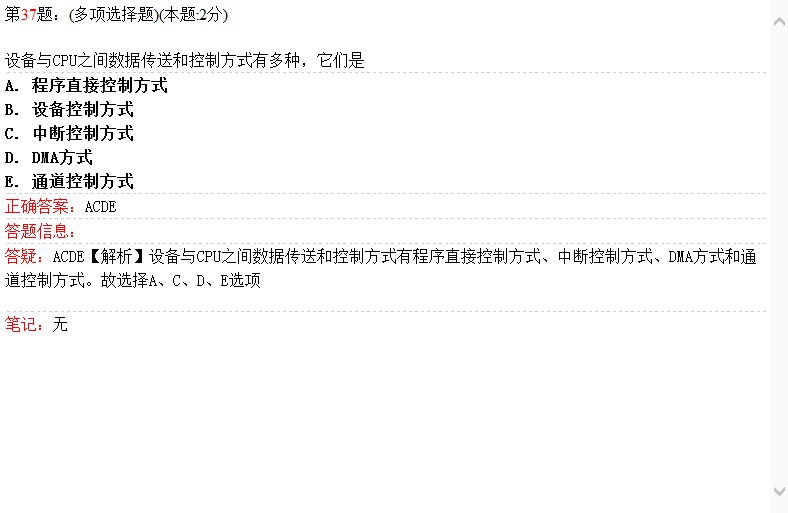 第37题：(多项选择题)(本题:2分)
设备与CPU之间数据传送和控制方式有多种，它们是
A. 程序直接控制方式
B. 设备控制方式
C. 中断控制方式
D. DMA方式
E. 通道控制方式
正确答案：ACDE
答题信息：
答疑：ACDE【解析】设备与CPU之间数据传送和控制方式有程序直接控制方式、中断控制方式、DMA方式和通
道控制方式。故选择A、C、D、E选项
笔记：无